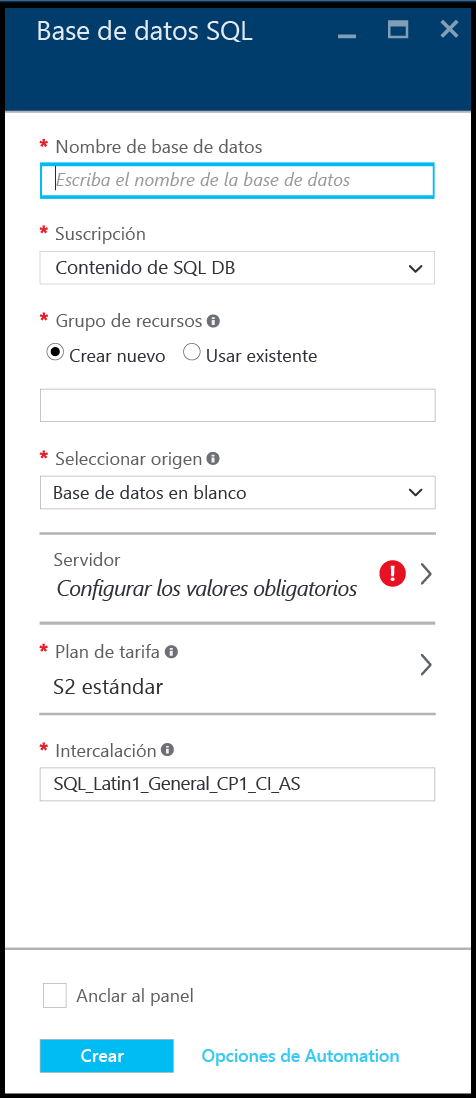 Base de datos SQL
* Nombre de base de datos
Escriba el nombre de la base de datos
* Suscripción
Contenido de SQL DB
* Grupo de recursos
Crear nuevo Usar existente
* Seleccionar origen
Base de datos en blanco
Servidor
Configurar los valores obligatorios
* Plan de tarifa
S2 estándar
* Intercalación
SQL_Latin1_General_CP1_CI_AS
Anclar al panel
Crear Opciones de Automation